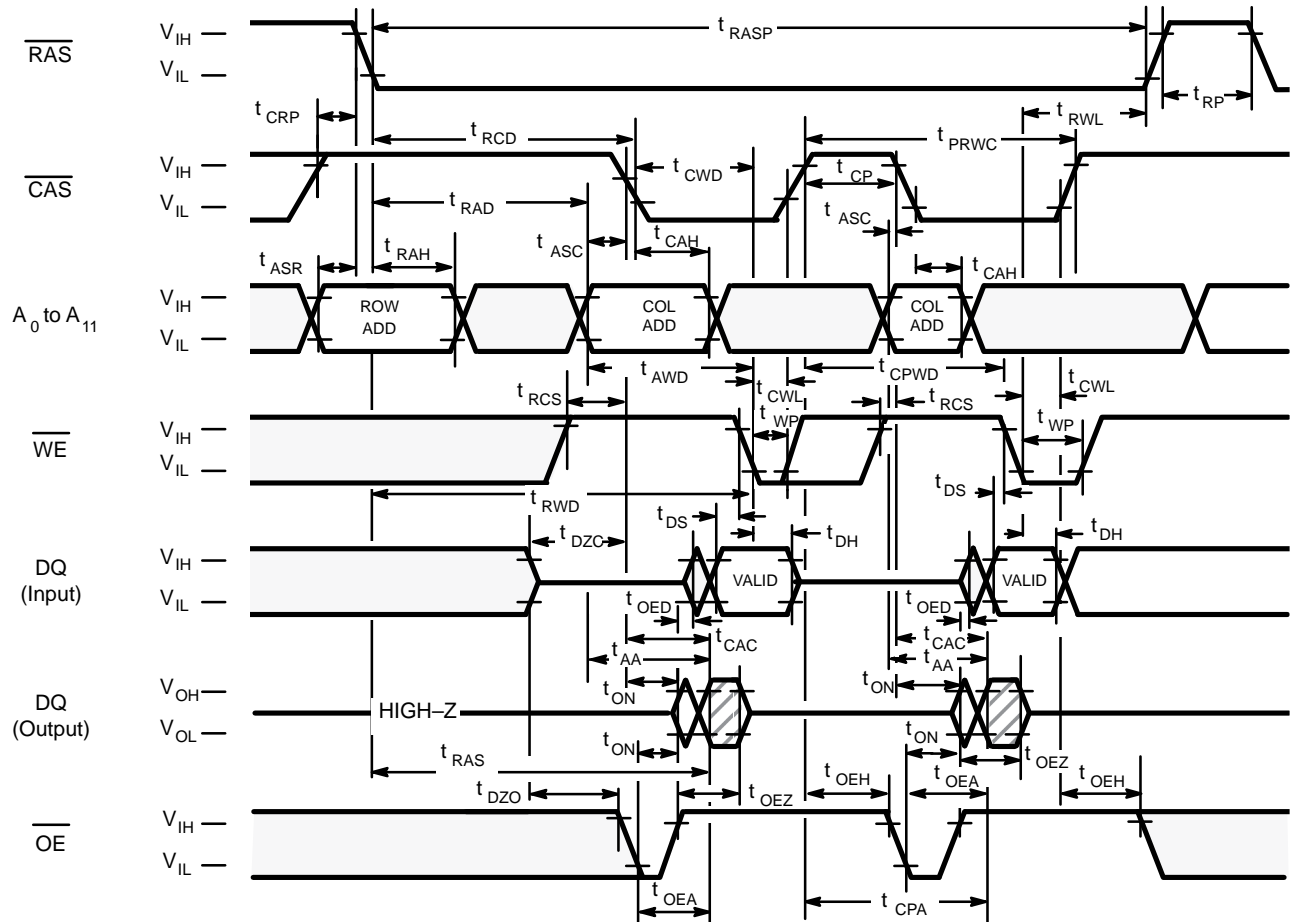 RAS
V IH
V IL
t RASP
t RP
t CRP
t RCD
t RWL
t PRWC
CAS
V IH
V IL
t CWD
t CP
t RAD
t ASC
t ASR
t RAH
t ASC
t CAH
t CAH
A 0 to A 11
V IH
V IL
ROW ADD
COL ADD
COL ADD
t AWD
t CPWD
t RCS
t CWL
t RCS
t CWL
WE
V IH
V IL
t WP
t WP
t RWD
t DS
t DS
t DZC
t DH
t DH
DQ (Input)
V IH
V IL
VALID
VALID
t OED
t OED
t CAC
t CAC
t AA
t AA
t ON
t ON
DQ (Output)
V OH
V OL
HIGH–Z
t ON
t ON
t RAS
t OEZ
t DZO
t OEZ
t OEH
t OEA
t OEH
OE
V IH
V IL
t OEA
t CPA